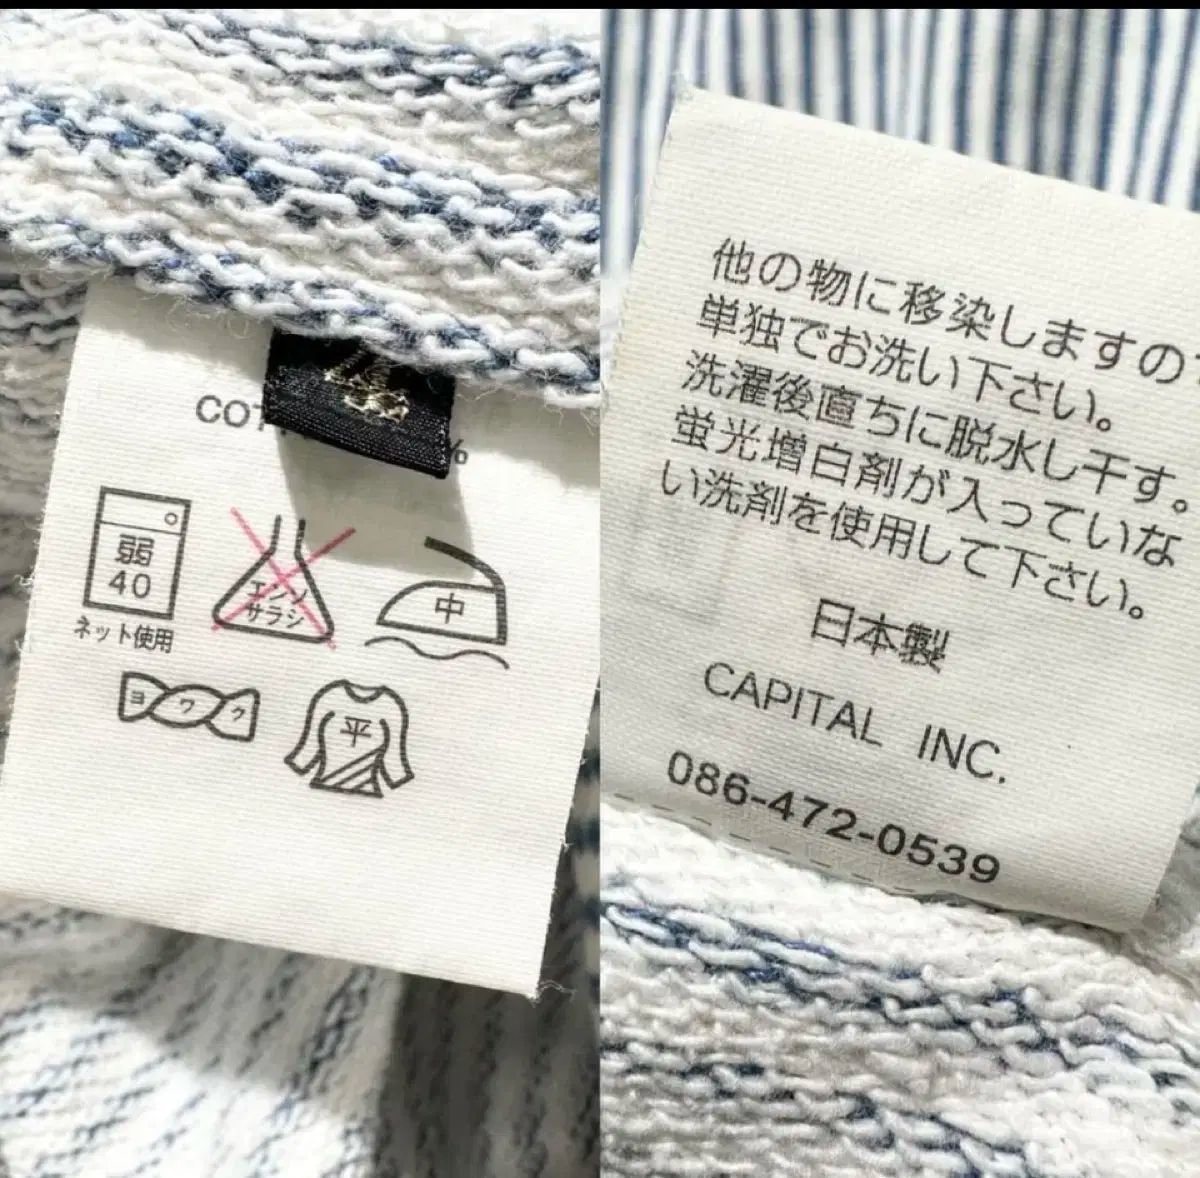 弱
40
ネット使用
エンソ
サラシ
中
ヨワク
平
他の物に移染しますの
単独でお洗い下さい。
洗濯後直ちに脱水し干す。
蛍光増白剤が入っていな
い洗剤を使用して下さい。
日本製
CAPITAL INC.
086-472-0539